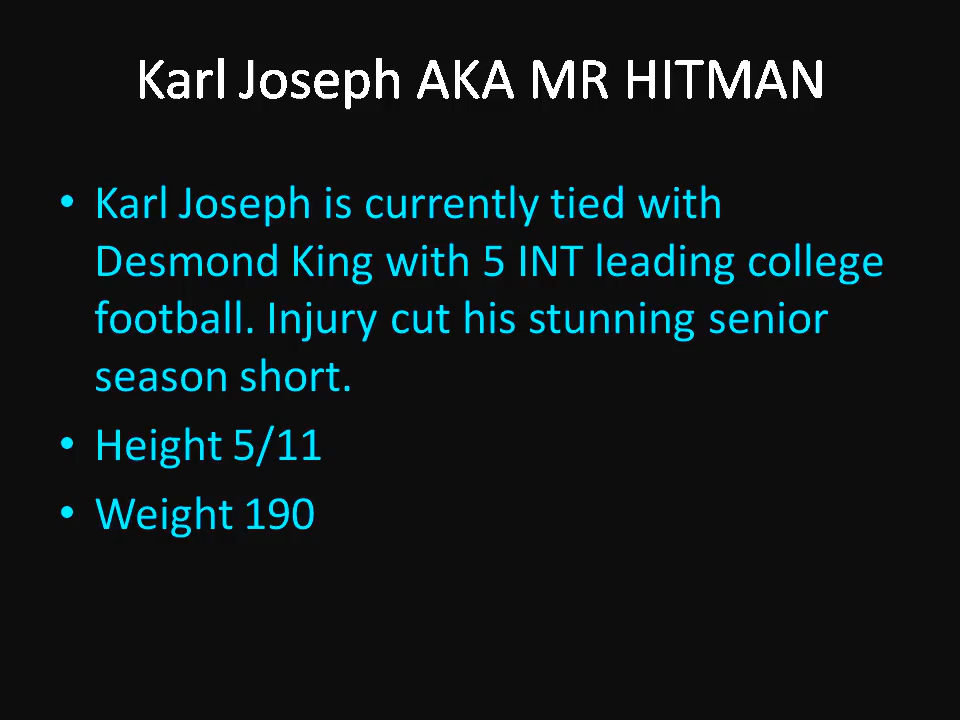 Karl Joseph AKA MR HITMAN
• Karl Joseph is currently tied with
Desmond King with 5 INT leading college
football. Injury cut his stunning senior
season short.
• Height 5/11
• Weight 190